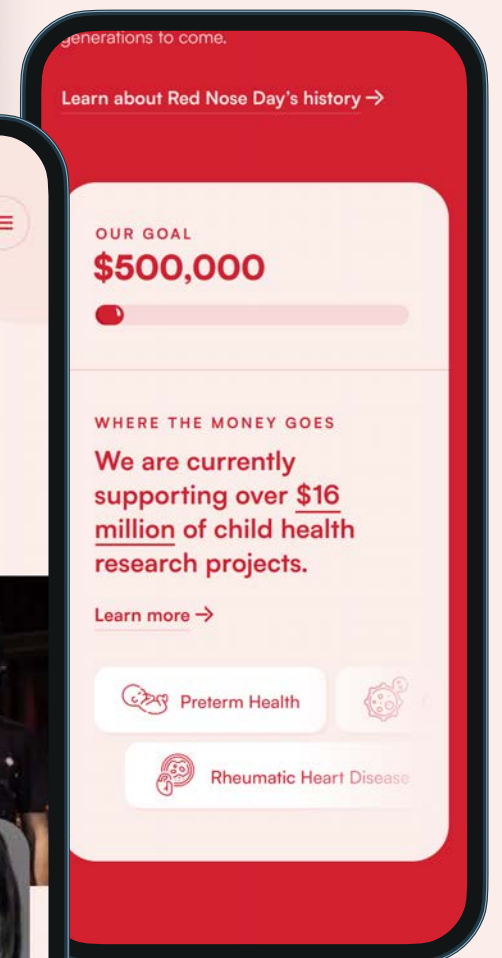 generations to come.
Learn about Red Nose Day's history →
OUR GOAL
$500,000
WHERE THE MONEY GOES
We are currently
supporting over $16
million of child health
research projects.
Learn more →
Preterm Health
Rheumatic Heart Disease